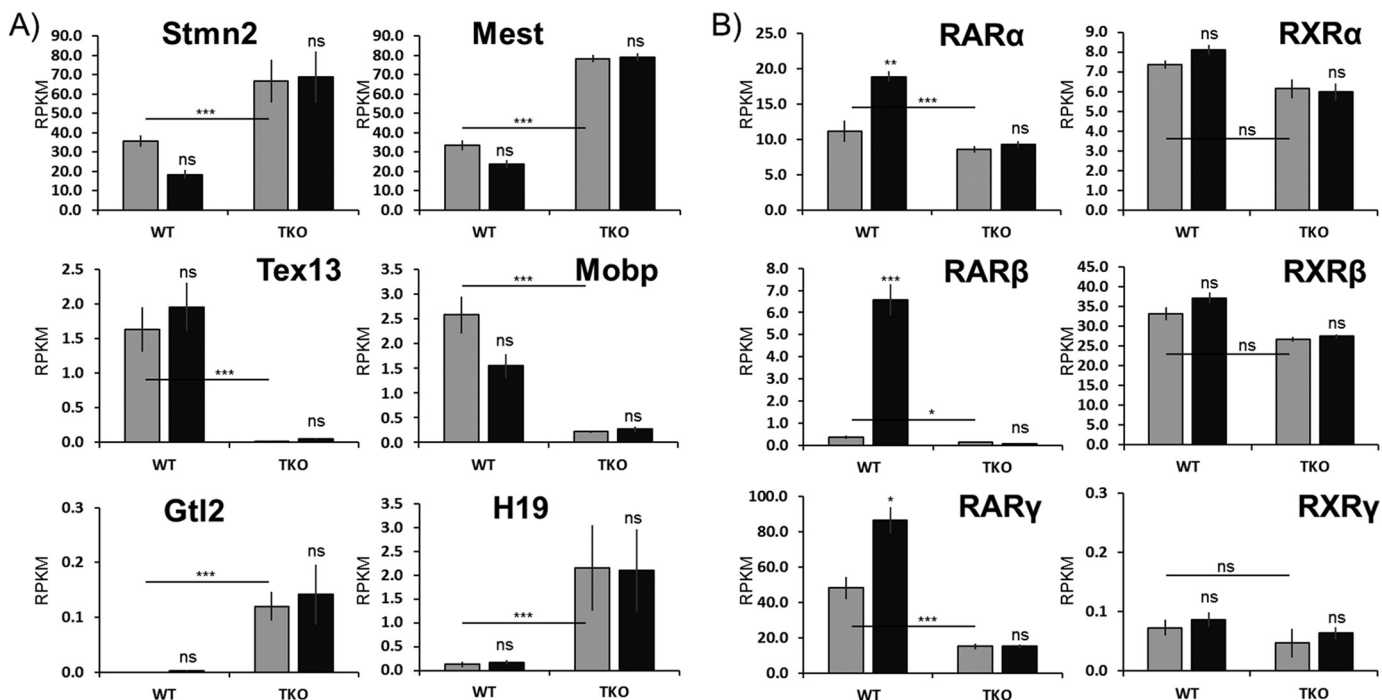 A)
Stmn2
RPKM
90.0
80.0
70.0
60.0
50.0
40.0
30.0
20.0
10.0
0.0
***
ns
ns
WT
TKO
Mest
RPKM
90.0
80.0
70.0
60.0
50.0
40.0
30.0
20.0
10.0
0.0
***
ns
ns
WT
TKO
Tex13
RPKM
2.5
2.0
1.5
1.0
0.5
0.0
ns
***
ns
WT
TKO
Mobp
RPKM
3.5
3.0
2.5
2.0
1.5
1.0
0.5
0.0
***
ns
ns
WT
TKO
Gtl2
RPKM
0.3
0.2
0.1
0.0
***
ns
ns
WT
TKO
H19
RPKM
3.5
3.0
2.5
2.0
1.5
1.0
0.5
0.0
***
ns
ns
WT
TKO
B)
RARα
RPKM
25.0
20.0
15.0
10.0
5.0
0.0
**
***
ns
WT
TKO
RXRα
RPKM
9.0
8.0
7.0
6.0
5.0
4.0
3.0
2.0
1.0
0.0
ns
ns
ns
WT
TKO
RARβ
RPKM
8.0
7.0
6.0
5.0
4.0
3.0
2.0
1.0
0.0
***
*
ns
WT
TKO
RXRβ
RPKM
45.0
40.0
35.0
30.0
25.0
20.0
15.0
10.0
5.0
0.0
ns
ns
ns
WT
TKO
RARγ
RPKM
100.0
80.0
60.0
40.0
20.0
0.0
*
***
ns
WT
TKO
RXRγ
RPKM
0.3
0.2
0.1
0.0
ns
ns
ns
WT
TKO